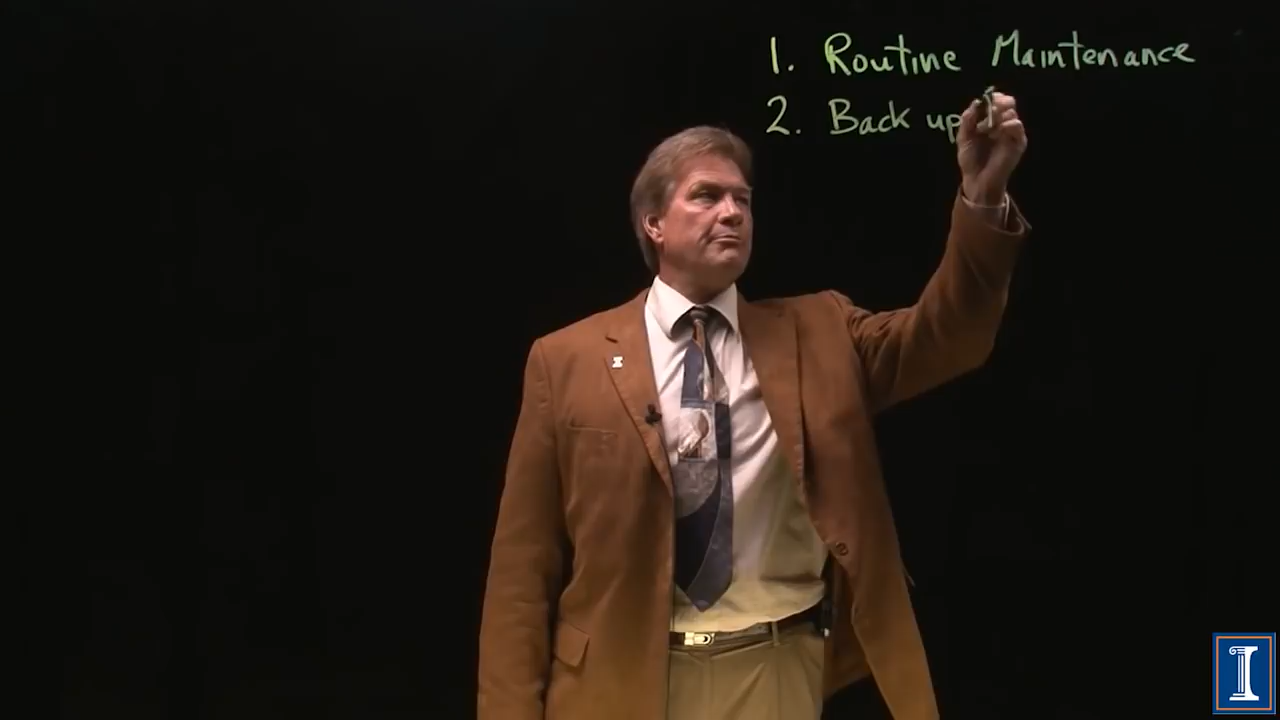 1. Routine Maintenance
2. Back up
I